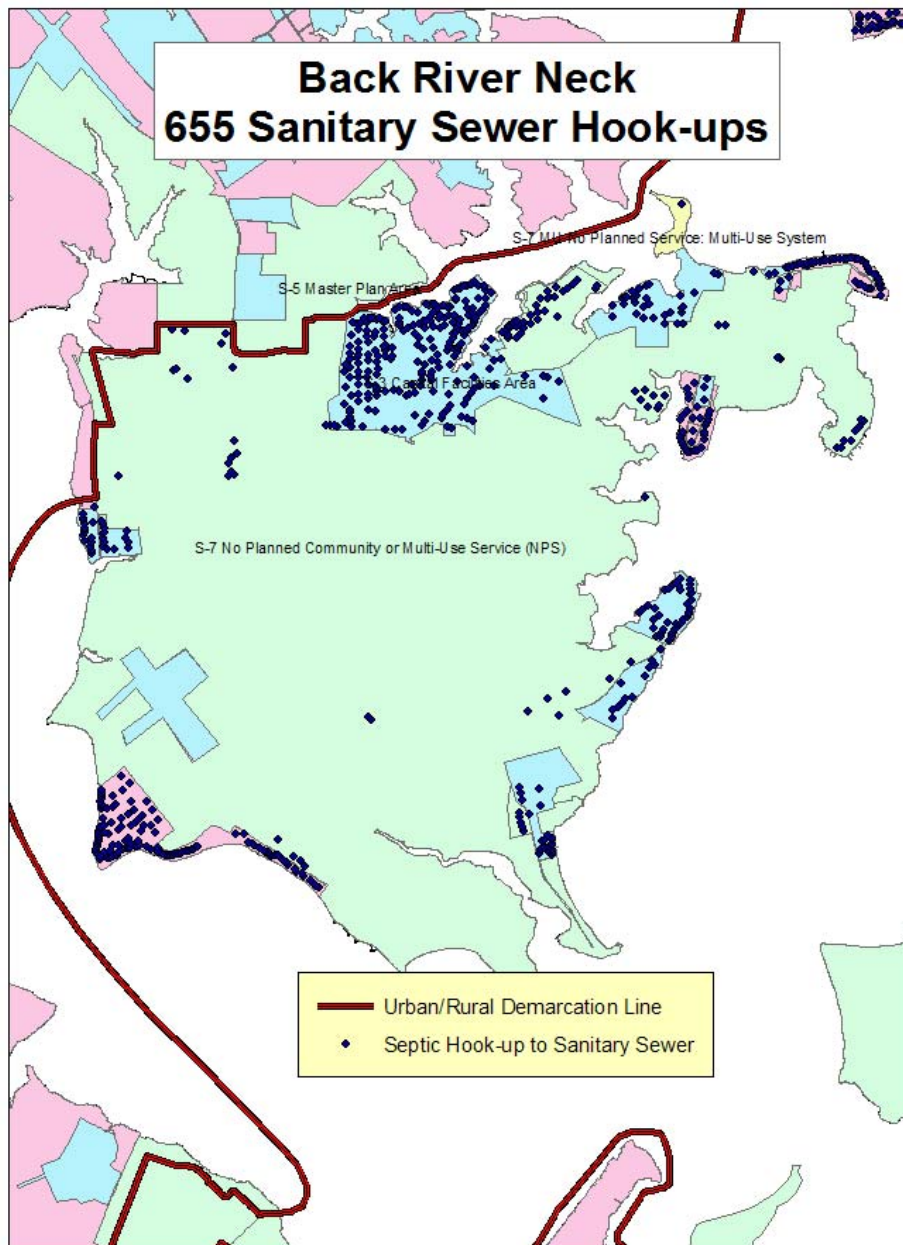 Back River Neck
655 Sanitary Sewer Hook-ups
S-7 MU No Planned Service: Multi-Use System
S-5 Master Plan Area
Facilities Area
S-7 No Planned Community or Multi-Use Service (NPS)
Urban/Rural Demarcation Line
Septic Hook-up to Sanitary Sewer